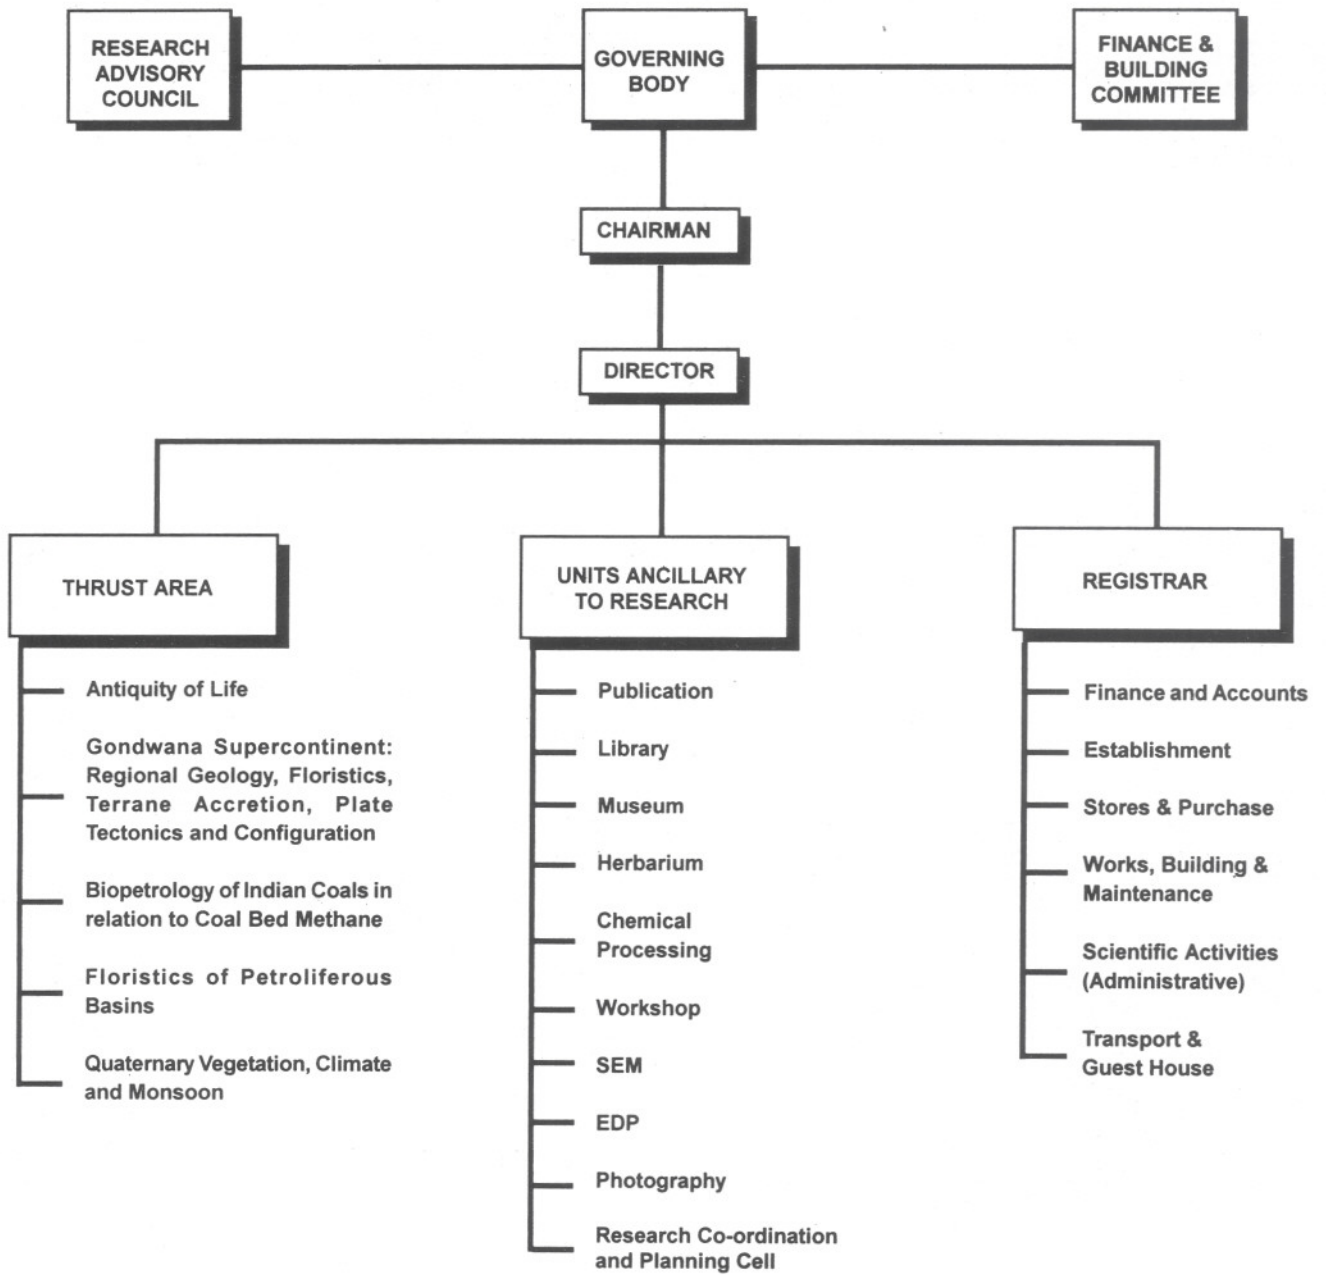 RESEARCH
ADVISORY
COUNCIL
GOVERNING
BODY
FINANCE &
BUILDING
COMMITTEE
CHAIRMAN
DIRECTOR
THRUST AREA
Antiquity of Life
Gondwana Supercontinent:
Regional Geology, Floristics,
Terrane Accretion, Plate
Tectonics and Configuration
Biopetrology of Indian Coals in
relation to Coal Bed Methane
Floristics of Petroliferous
Basins
Quaternary Vegetation, Climate
and Monsoon
UNITS ANCILLARY
TO RESEARCH
Publication
Library
Museum
Herbarium
Chemical
Processing
Workshop
SEM
EDP
Photography
Research Co-ordination
and Planning Cell
REGISTRAR
Finance and Accounts
Establishment
Stores & Purchase
Works, Building &
Maintenance
Scientific Activities
(Administrative)
Transport &
Guest House